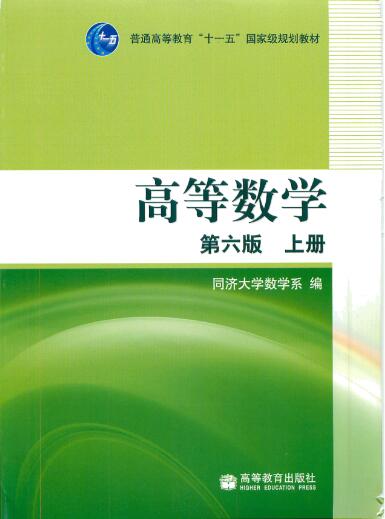 十一五
普通高等教育“十一五”国家级规划教材
高等数学
第六版 上册
同济大学数学系 编
高等教育出版社
HIGHER EDUCATION PRESS